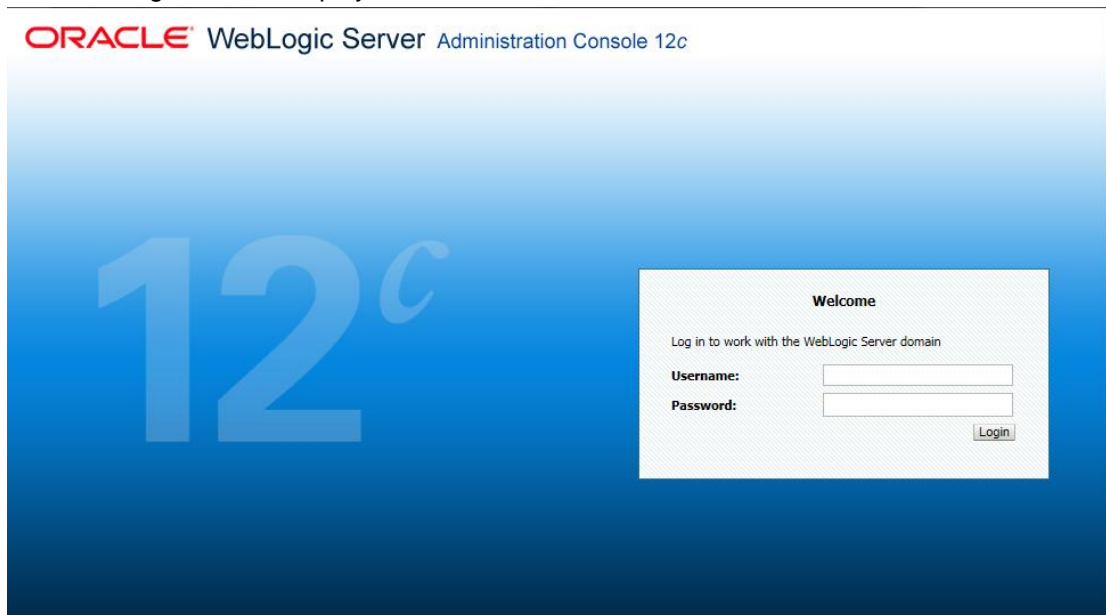 ORACLE WebLogic Server Administration Console 12c
12c
Welcome
Log in to work with the WebLogic Server domain
Username:
Password:
Login